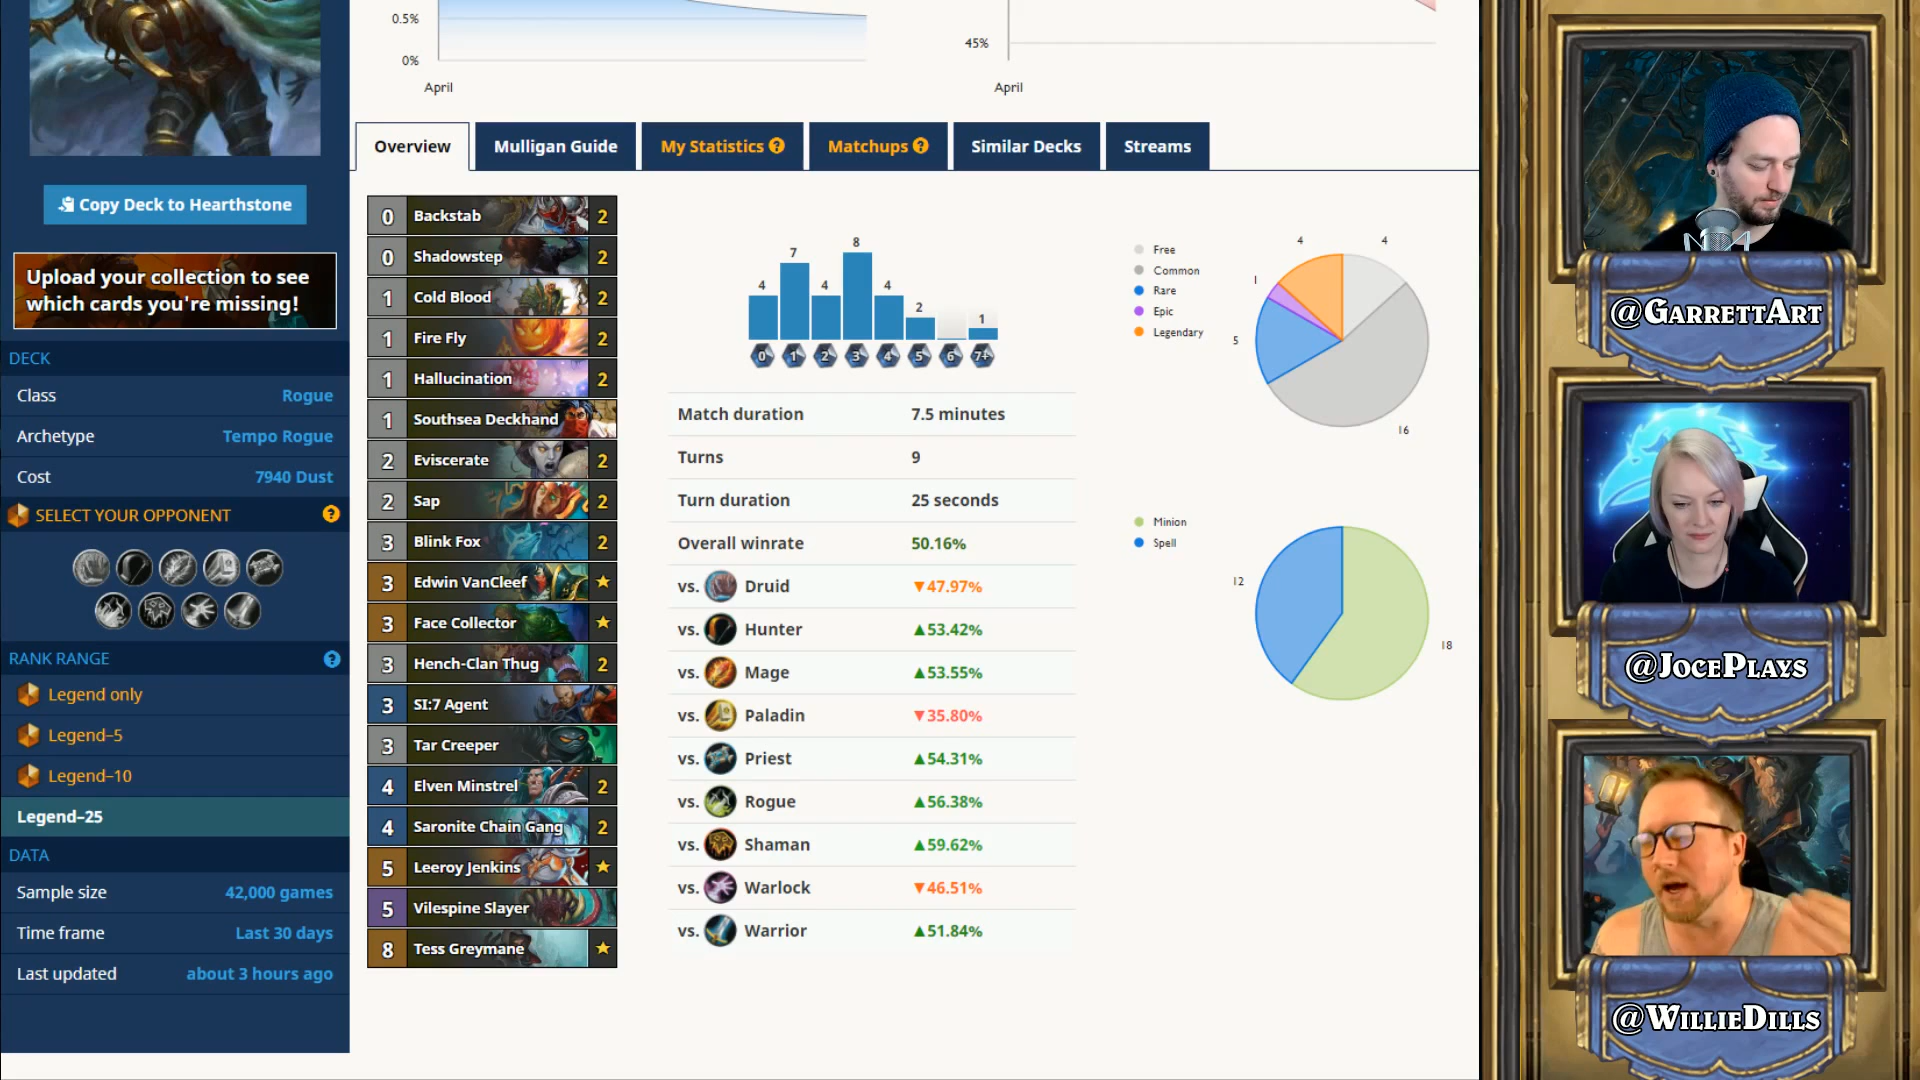 0.5%
0%
April
45%
April
Overview
Mulligan Guide
My Statistics ?
Matchups ?
Similar Decks
Streams
Copy Deck to Hearthstone
Upload your collection to see
which cards you're missing!
DECK
Class Rogue
Archetype Tempo Rogue
Cost 7940 Dust
SELECT YOUR OPPONENT ?
RANK RANGE ?
Legend only
Legend–5
Legend–10
Legend–25
DATA
Sample size 42,000 games
Time frame Last 30 days
Last updated about 3 hours ago
0 Backstab 2
0 Shadowstep 2
1 Cold Blood 2
1 Fire Fly 2
1 Hallucination 2
1 Southsea Deckhand
2 Eviscerate 2
2 Sap 2
3 Blink Fox 2
3 Edwin VanCleef ★
3 Face Collector ★
3 Hench-Clan Thug 2
3 SI:7 Agent
3 Tar Creeper
4 Elven Minstrel 2
4 Saronite Chain Gang 2
5 Leeroy Jenkins ★
5 Vilespine Slayer
8 Tess Greymane ★
4 7 4 8 4 2 1
0 1 2 3 4 5 6 7+
Match duration 7.5 minutes
Turns 9
Turn duration 25 seconds
Overall winrate 50.16%
vs. Druid ▼47.97%
vs. Hunter ▲53.42%
vs. Mage ▲53.55%
vs. Paladin ▼35.80%
vs. Priest ▲54.31%
vs. Rogue ▲56.38%
vs. Shaman ▲59.62%
vs. Warlock ▼46.51%
vs. Warrior ▲51.84%
Free
Common
Rare
Epic
Legendary
4
4
1
5
16
Minion
Spell
12
18
@GarrettArt
@JocePlays
@WillieDills